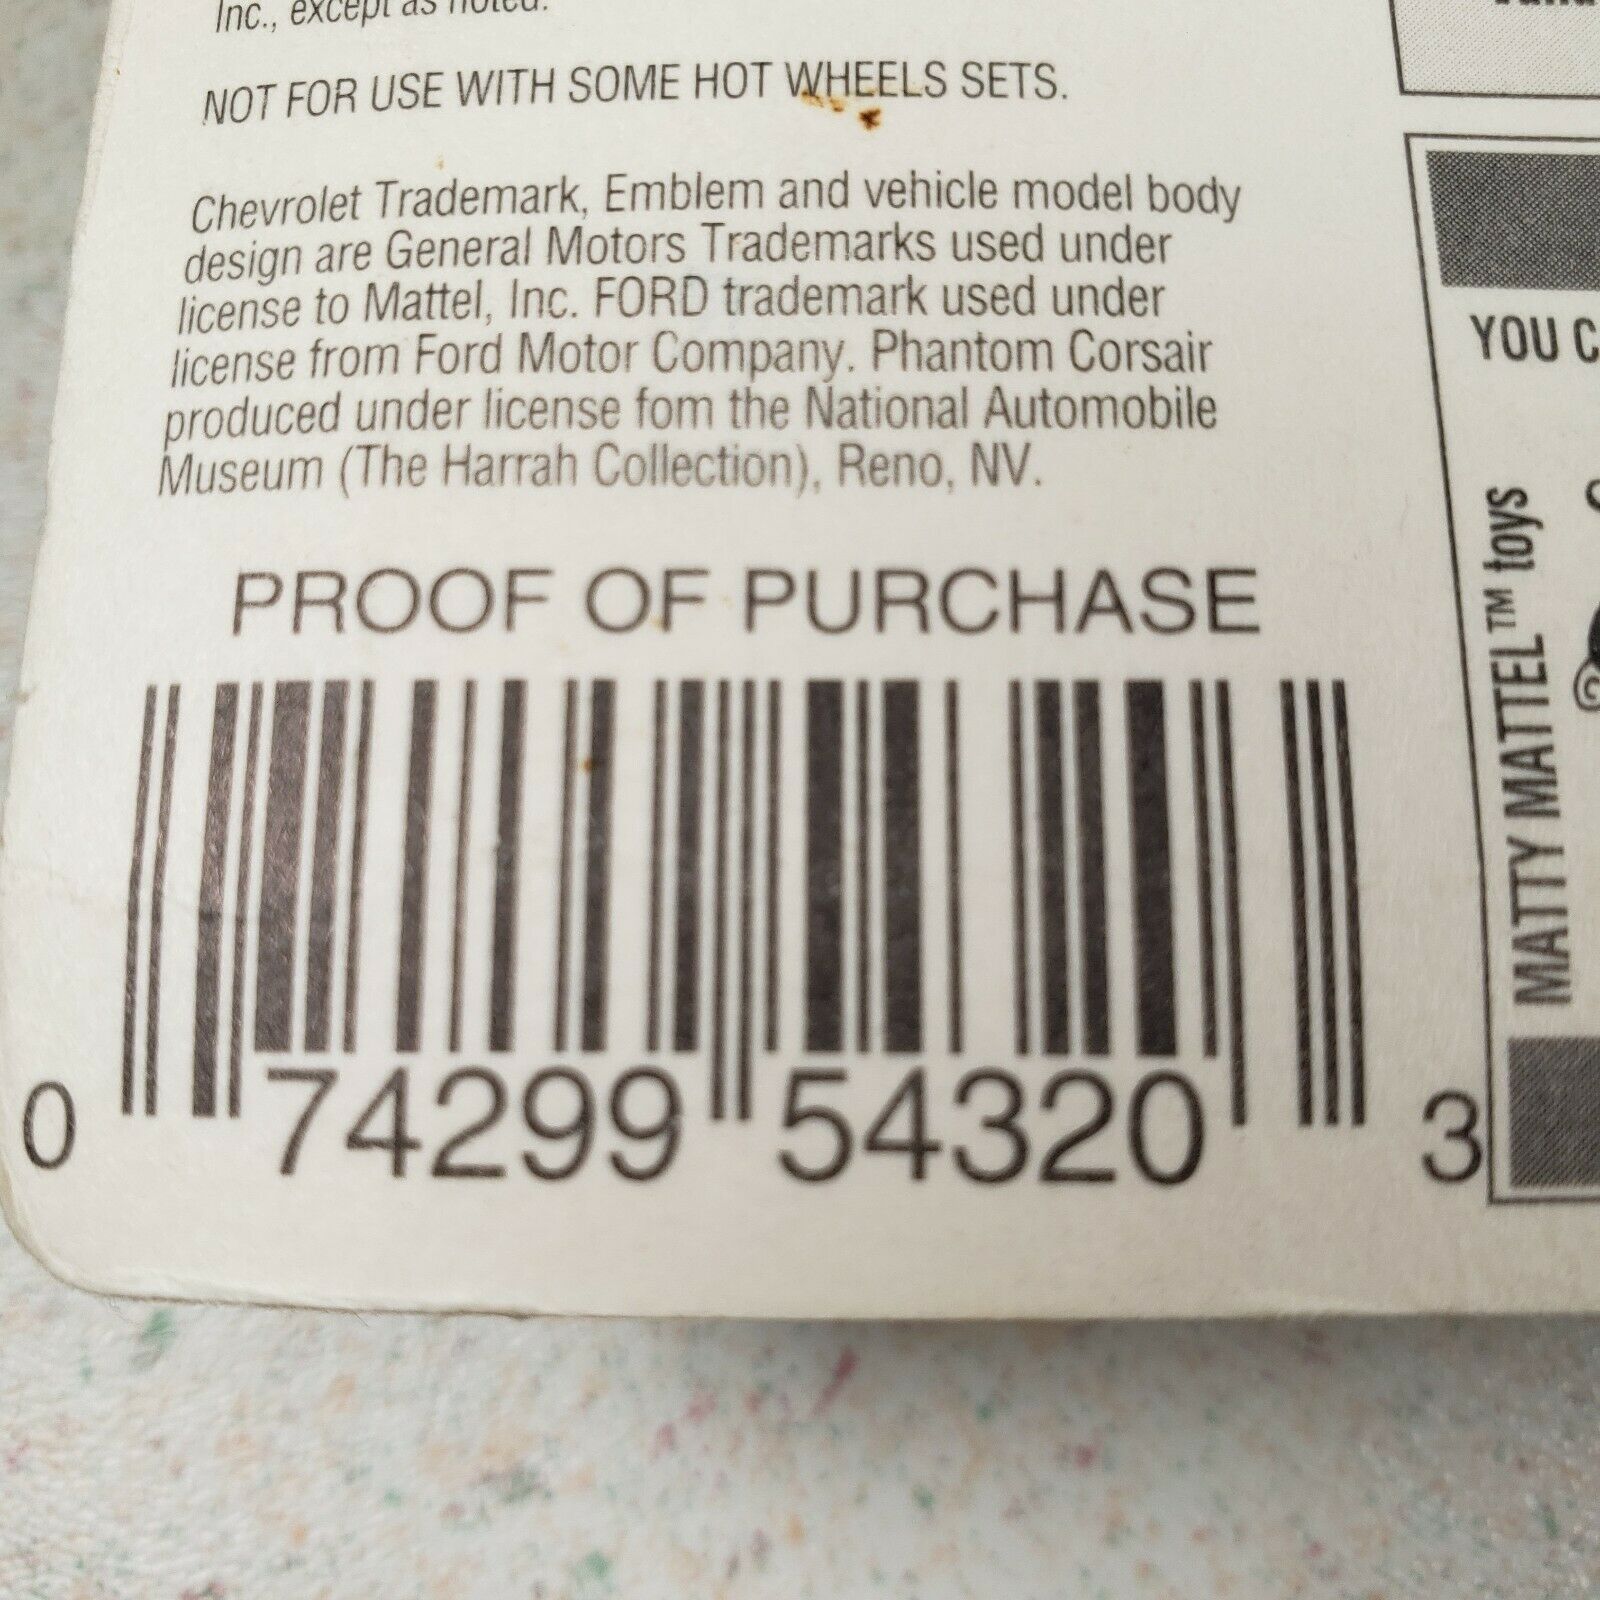 Inc., except as noted.
NOT FOR USE WITH SOME HOT WHEELS SETS.
Chevrolet Trademark, Emblem and vehicle model body
design are General Motors Trademarks used under
license to Mattel, Inc. FORD trademark used under
license from Ford Motor Company. Phantom Corsair
produced under license fom the National Automobile
Museum (The Harrah Collection), Reno, NV.
PROOF OF PURCHASE
0 74299 54320 3
YOU C
MATTY MATTEL™ toys